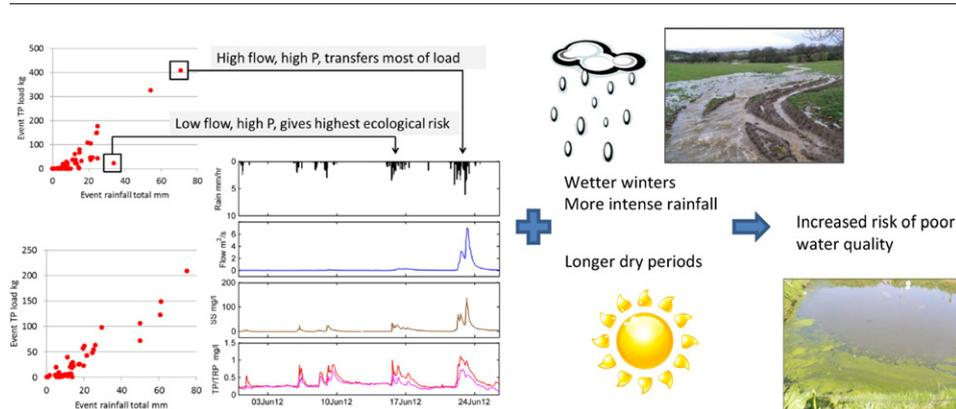 500
400
300
200
100
0
Event TP load kg
0 20 40 60 80
Event rainfall total mm
High flow, high P, transfers most of load
Low flow, high P, gives highest ecological risk
250
200
150
100
50
0
Event TP load kg
0 20 40 60 80
Event rainfall total mm
0
5
10
Rain mm/hr
6
4
2
0
Flow m³/s
200
100
0
SS mg/l
1.5
1.0
0.5
0
TP/TRP mg/l
03Jun12 10Jun12 17Jun12 24Jun12
Wetter winters
More intense rainfall
Longer dry periods
Increased risk of poor
water quality